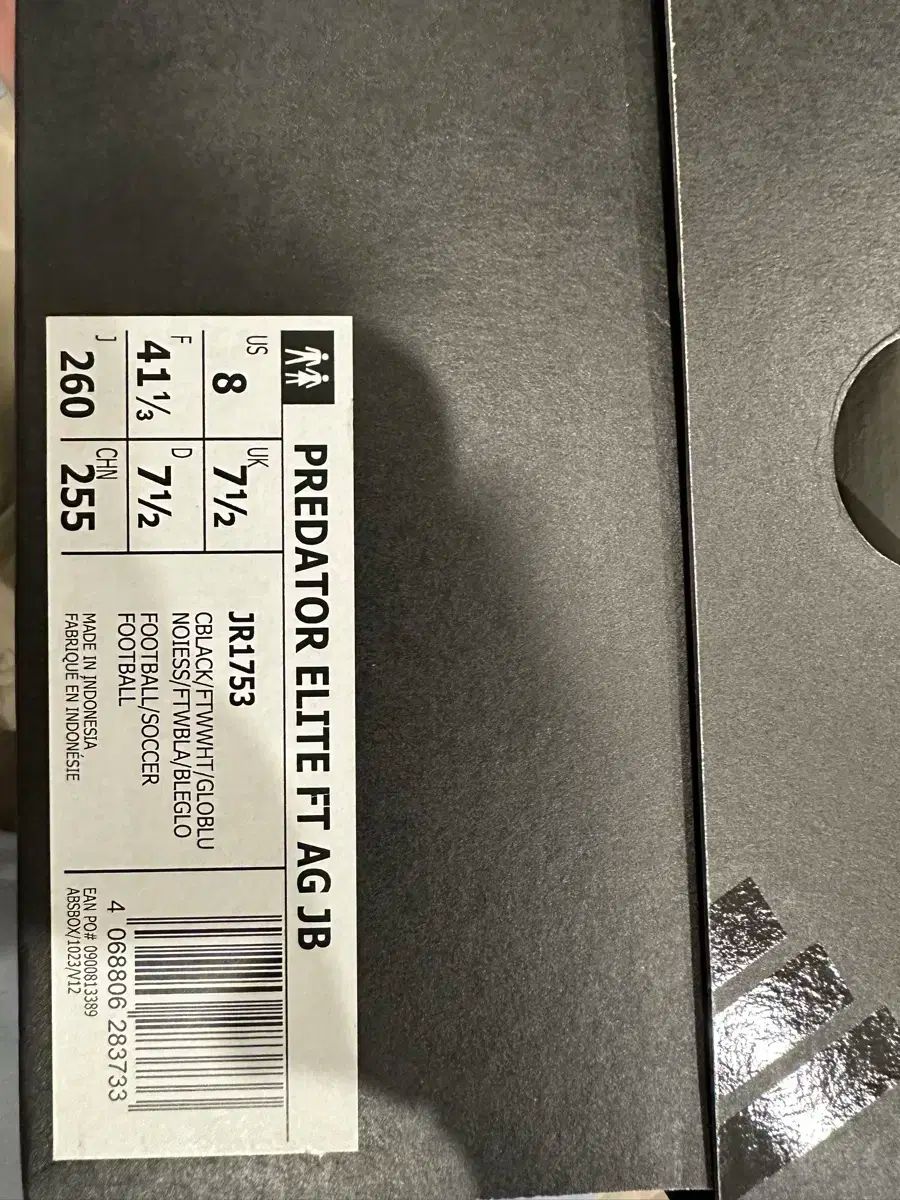 PREDATOR ELITE FT AG JB
US 8 UK 7½
F 41⅓ D 7½
J 260 CHN 255
JR1753
CBLACK/FTWWHT/GLOBLU
NOIESS/FTWBLA/BLEGLO
FOOTBALL/SOCCER
FOOTBALL
MADE IN INDONESIA
FABRIQUÉ EN INDONÉSIE
4 068806 283733
EAN PO# 0900813389
ABSBOX/1023/V12